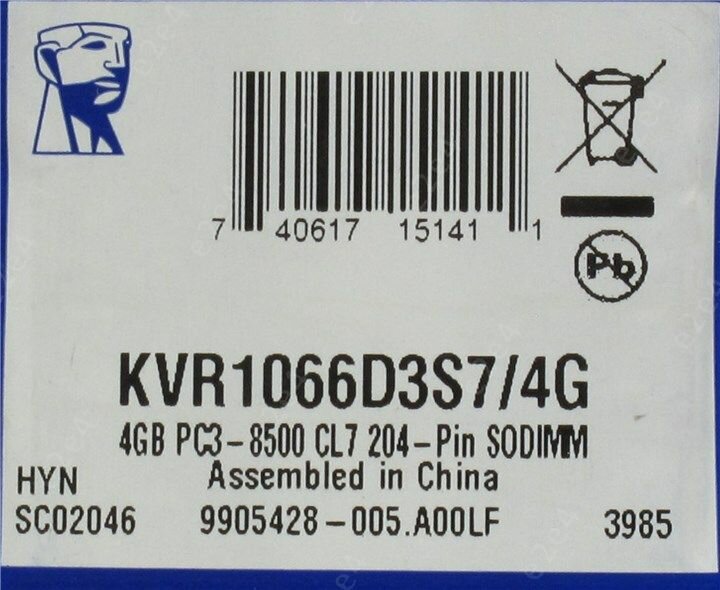 7 40617 15141 1
Pb
KVR1066D3S7/4G
4GB PC3-8500 CL7 204-Pin SODIMM
Assembled in China
HYN
SC02046 9905428-005.A00LF 3985